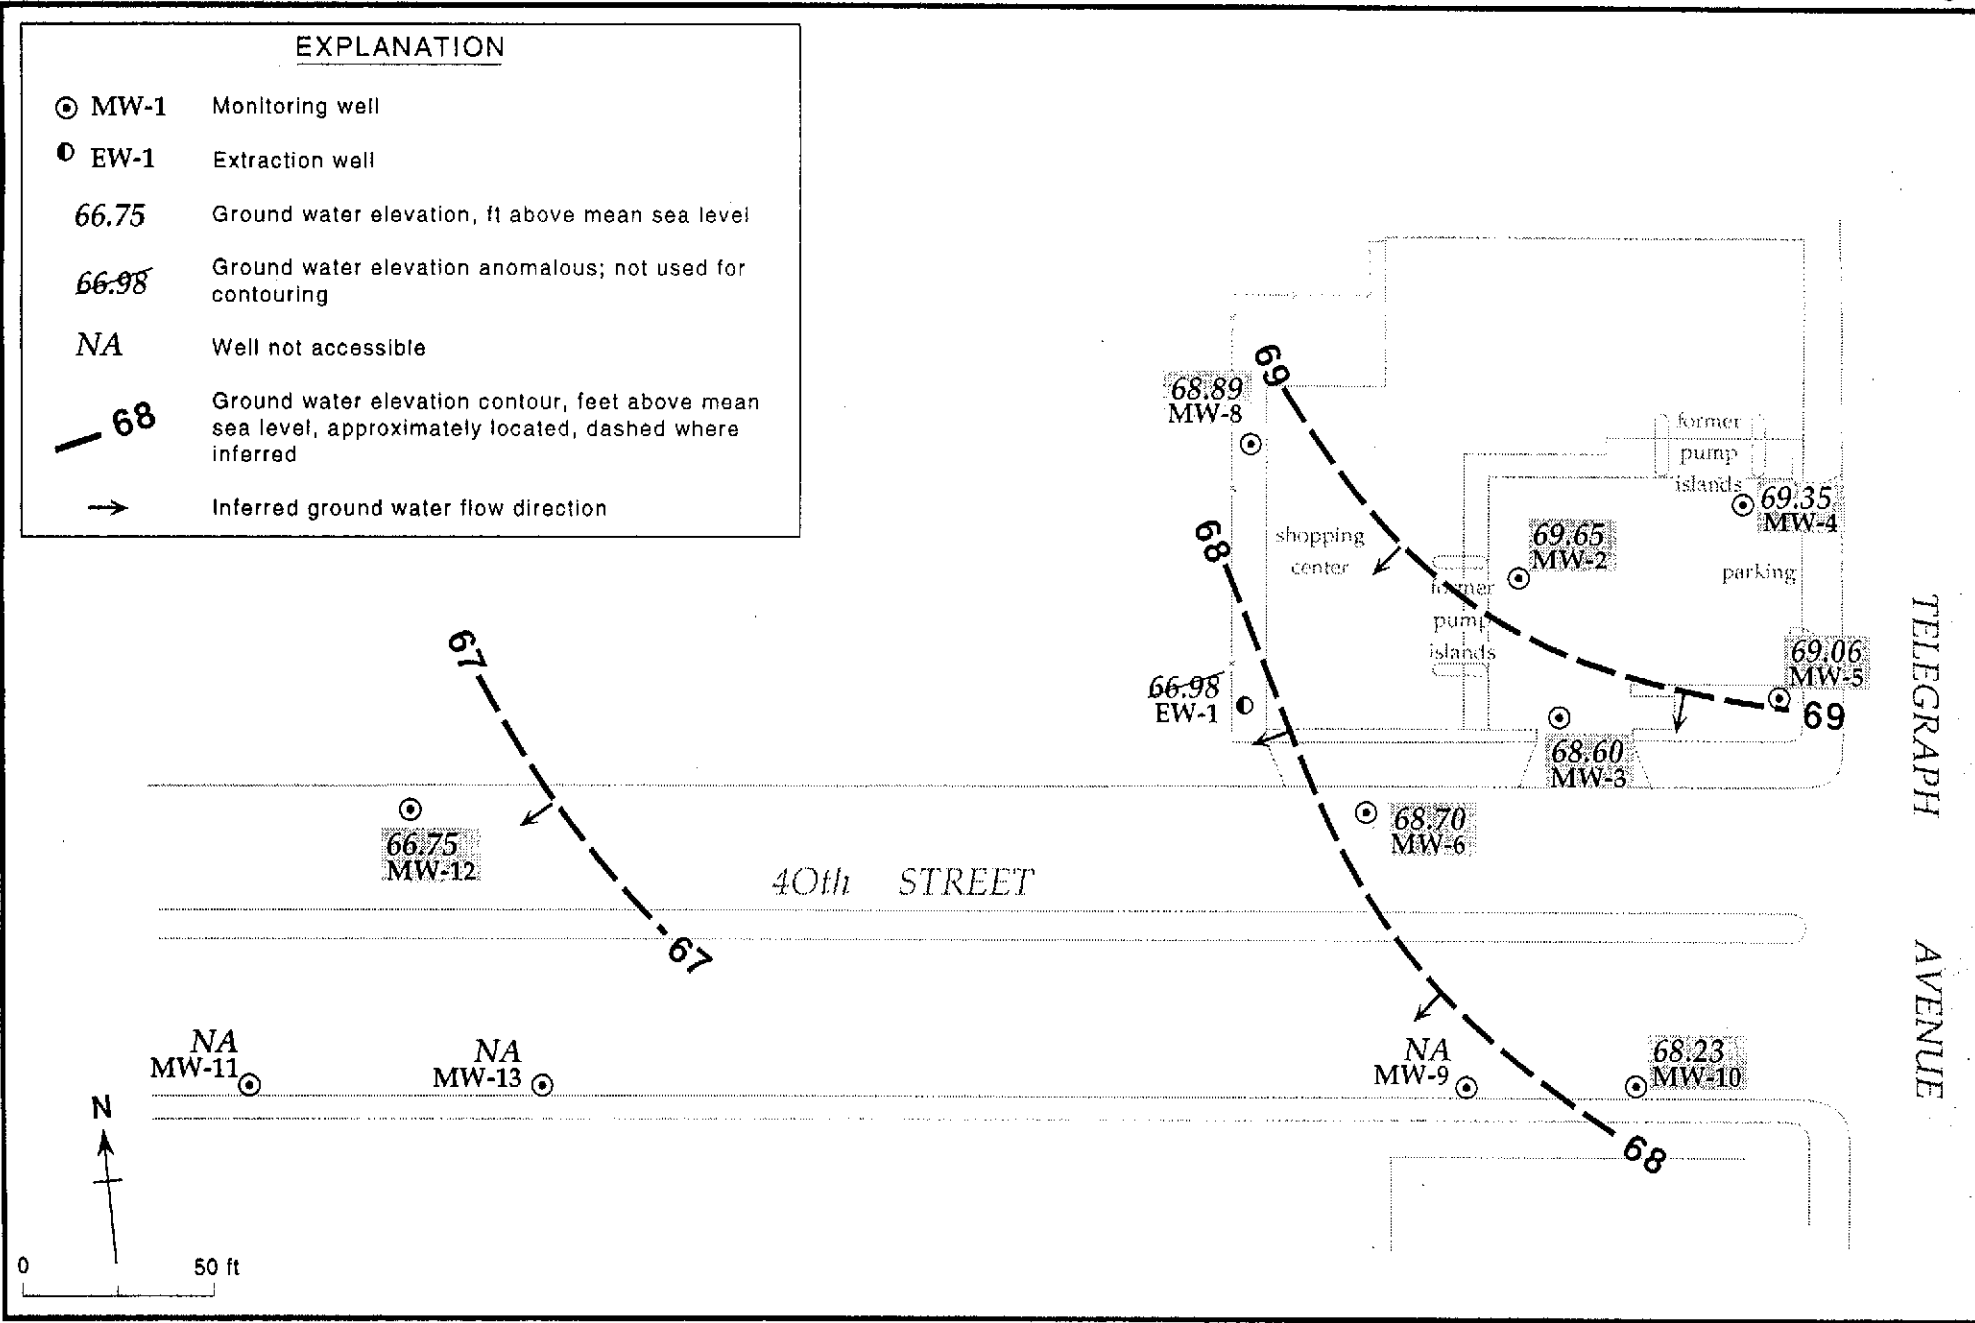 EXPLANATION
MW-1 Monitoring well
EW-1 Extraction well
66.75 Ground water elevation, ft above mean sea level
66.98 Ground water elevation anomalous; not used for
contouring
NA Well not accessible
68 Ground water elevation contour, feet above mean
sea level, approximately located, dashed where
inferred
Inferred ground water flow direction
69
68.89
MW-8
former
pump
islands
69.35
MW-4
68
shopping
center
69.65
MW-2
parking
former
pump
islands
67
69.06
MW-5
69
66.98
EW-1
68.60
MW-3
68.70
MW-6
66.75
MW-12
40th STREET
67
TELEGRAPH
AVENUE
NA
MW-11
NA
MW-13
NA
MW-9
68.23
MW-10
68
N
0 50 ft